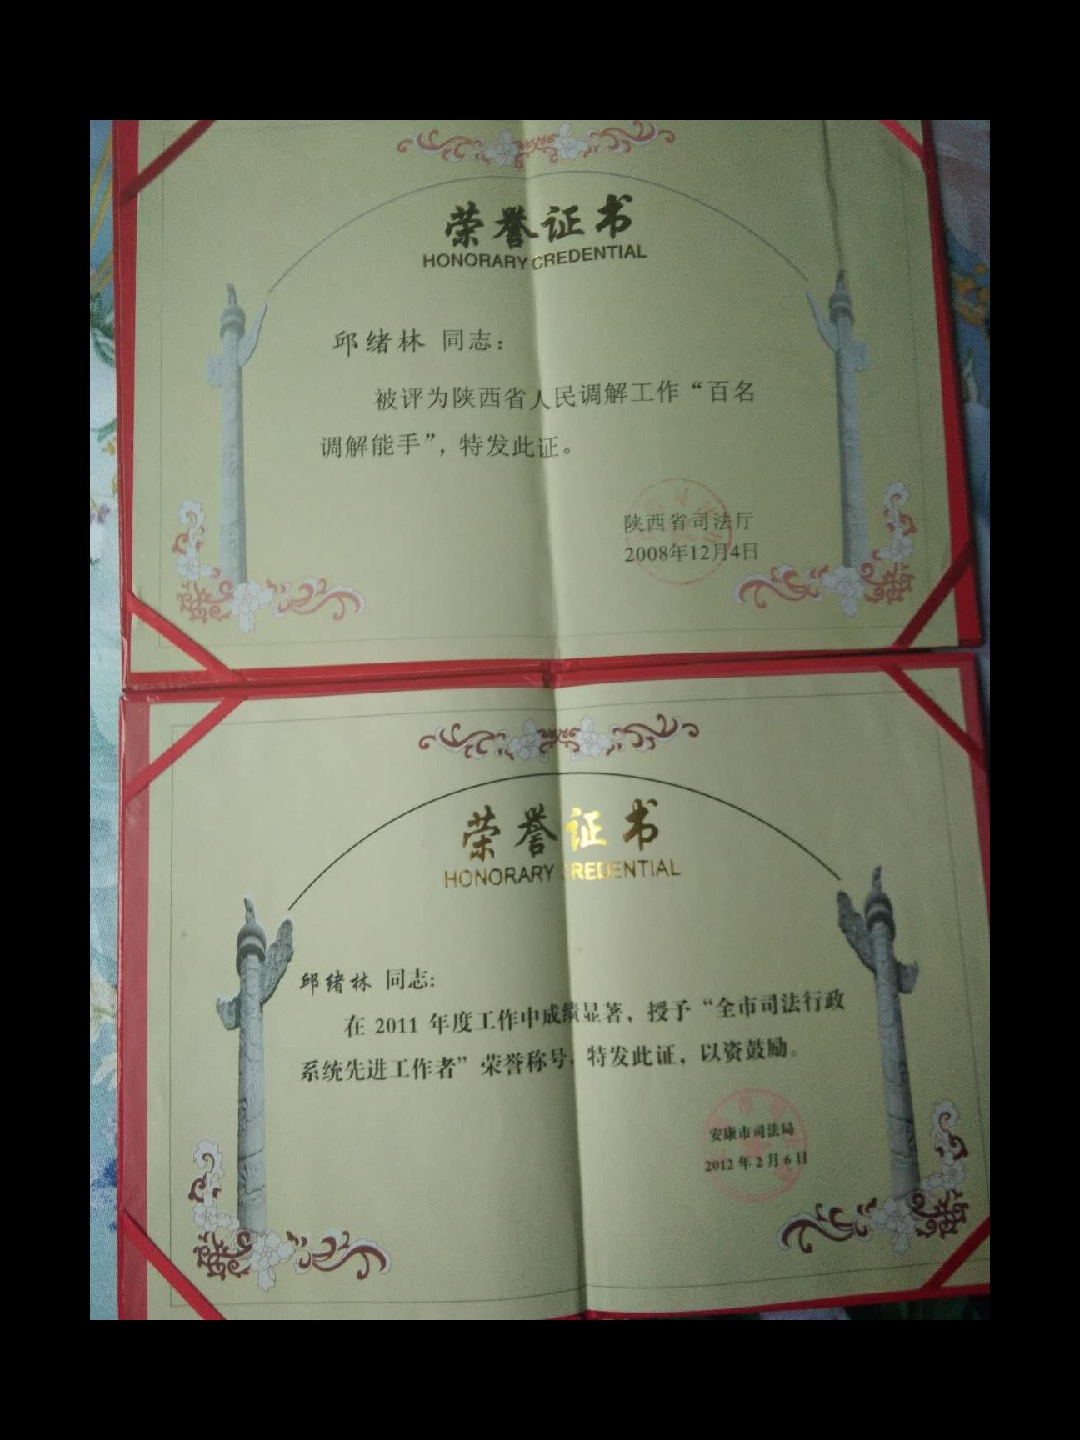 荣誉证书
HONORARY CREDENTIAL
邱绪林 同志：
被评为陕西省人民调解工作“百名
调解能手”，特发此证。
陕西省司法厅
2008年12月4日
荣誉证书
HONORARY CREDENTIAL
邱绪林 同志：
在 2011 年度工作中成绩显著，授予“全市司法行政
系统先进工作者”荣誉称号，特发此证，以资鼓励。
安康市司法局
2012 年 2 月 6 日